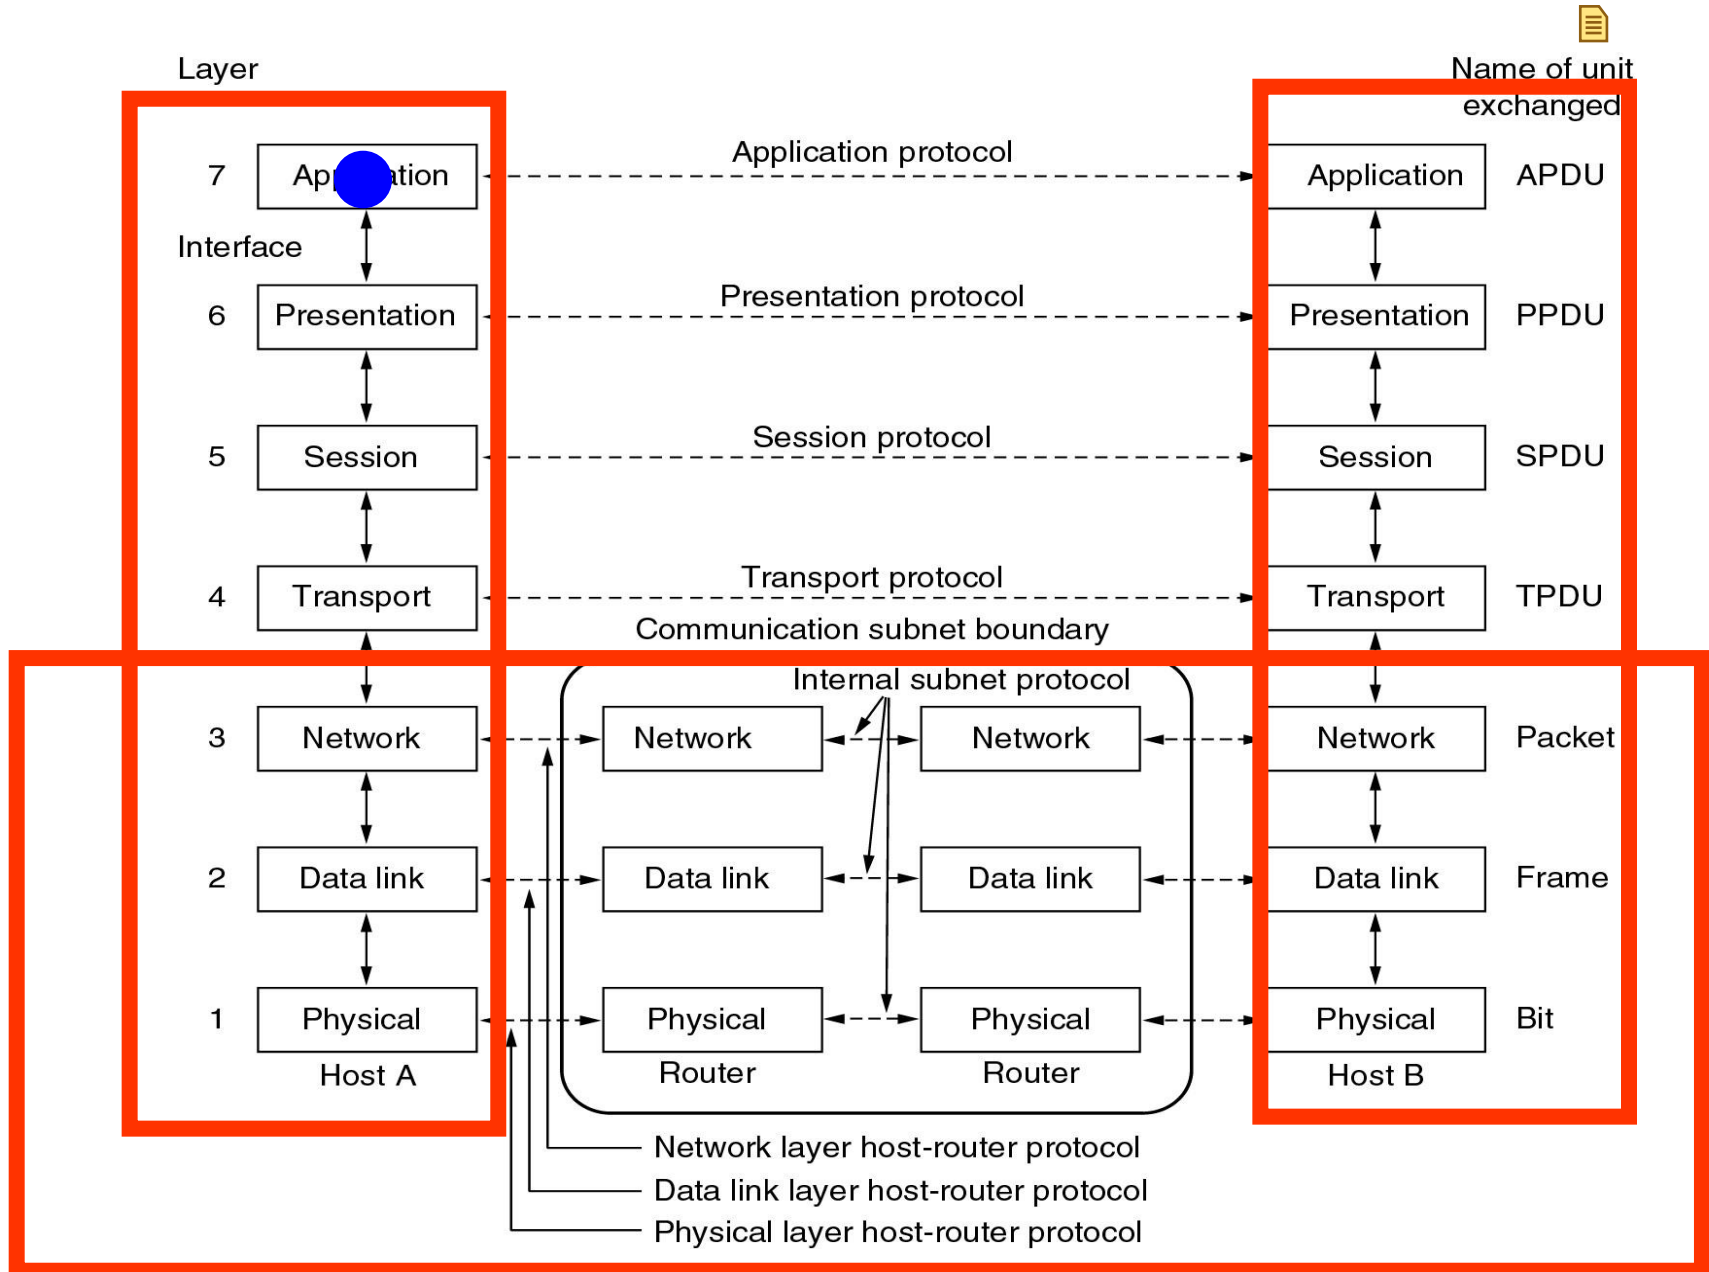 Layer
Name of unit
exchanged
7
Application protocol
Application
APDU
Interface
6
Presentation
Presentation protocol
Presentation
PPDU
5
Session
Session protocol
Session
SPDU
4
Transport
Transport protocol
Transport
TPDU
Communication subnet boundary
Internal subnet protocol
3
Network
Network
Network
Network
Packet
2
Data link
Data link
Data link
Data link
Frame
1
Physical
Physical
Physical
Physical
Bit
Host A
Router
Router
Host B
Network layer host-router protocol
Data link layer host-router protocol
Physical layer host-router protocol